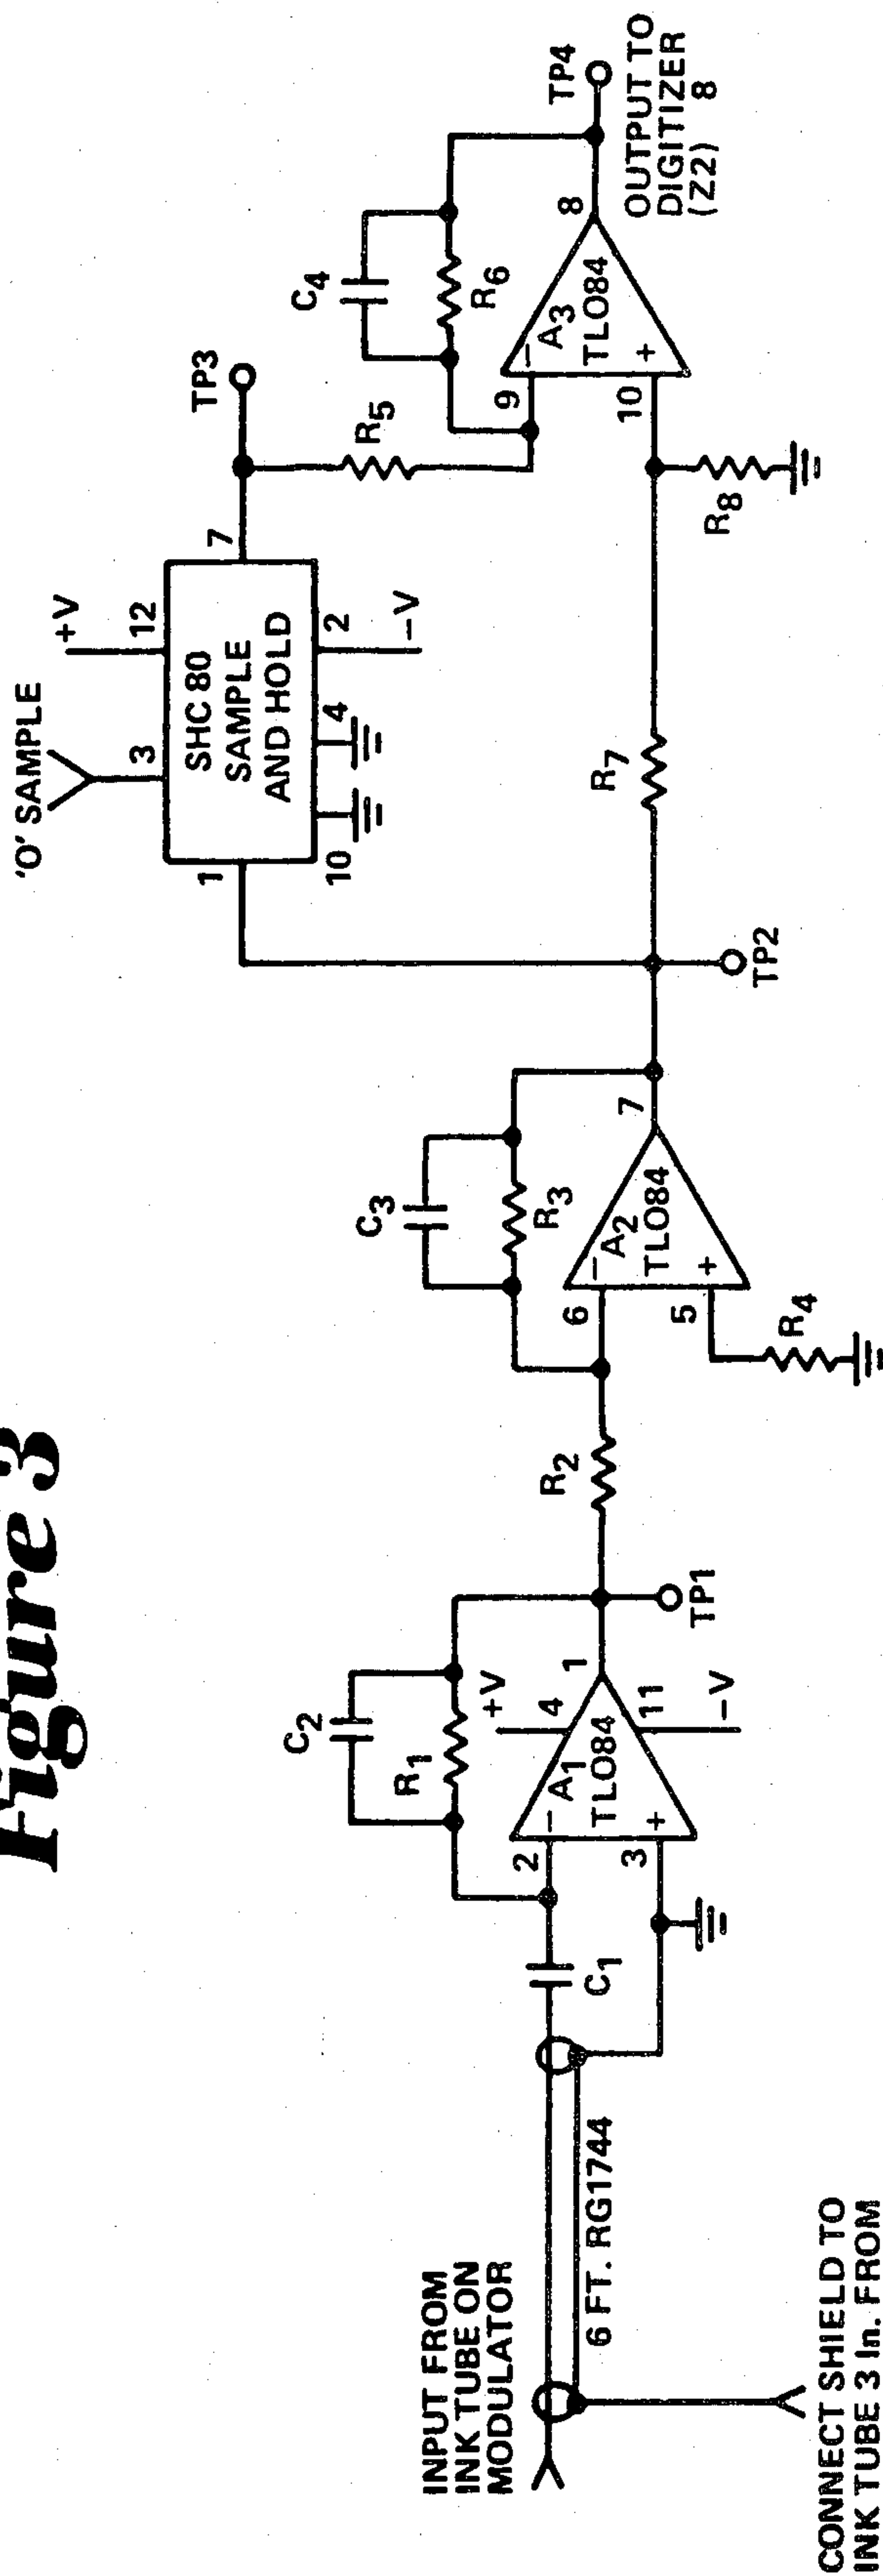 Figure 3
INPUT FROM
INK TUBE ON
MODULATOR
6 FT. RG1744
CONNECT SHIELD TO
INK TUBE 3 In. FROM
C1
C2
R1
2
3
A1
TL084
+V
4
11
−V
1
TP1
R2
C3
R3
6
5
A2
TL084
7
R4
TP2
'O' SAMPLE
+V
3
12
1
SHC 80
SAMPLE
AND HOLD
7
10
4
2
−V
TP3
R5
R7
R8
C4
R6
9
10
A3
TL084
8
TP4
OUTPUT TO
DIGITIZER
(Z2) 8